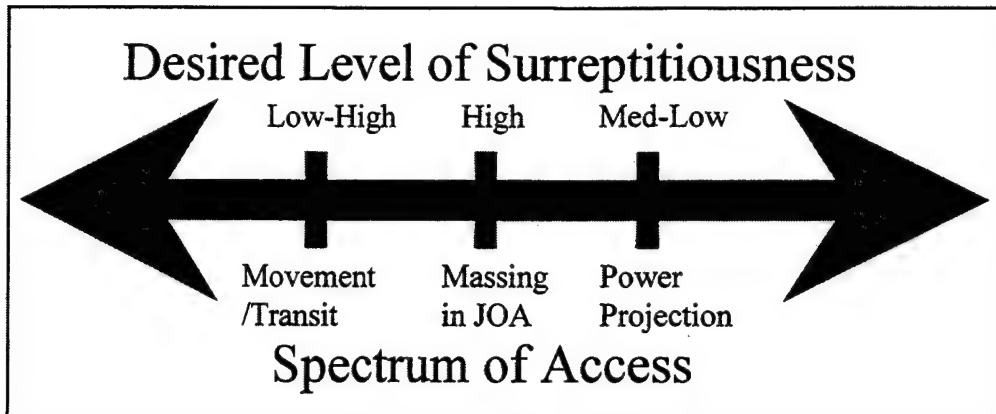 Desired Level of Surreptitiousness
Low-High High Med-Low
Movement Massing Power
/Transit in JOA Projection
Spectrum of Access